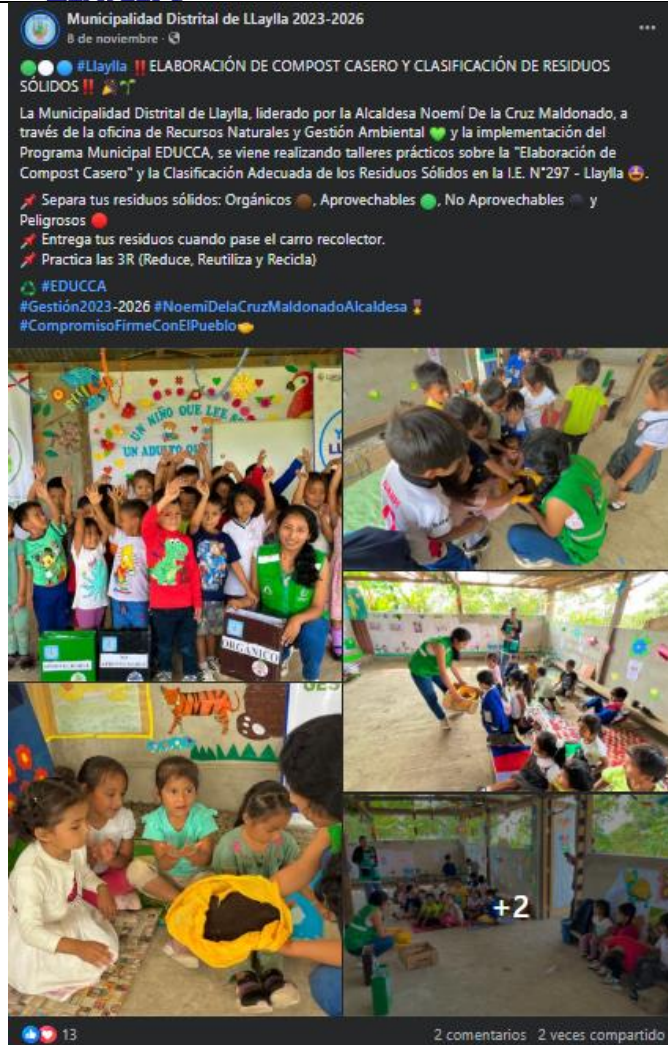 Municipalidad Distrital de LLaylla 2023-2026
8 de noviembre ·
#Llaylla ‼ ELABORACIÓN DE COMPOST CASERO Y CLASIFICACIÓN DE RESIDUOS
SÓLIDOS ‼
La Municipalidad Distrital de Llaylla, liderado por la Alcaldesa Noemí De la Cruz Maldonado, a
través de la oficina de Recursos Naturales y Gestión Ambiental 💚 y la implementación del
Programa Municipal EDUCCA, se viene realizando talleres prácticos sobre la "Elaboración de
Compost Casero" y la Clasificación Adecuada de los Residuos Sólidos en la I.E. N°297 - Llaylla 🤩.
📌 Separa tus residuos sólidos: Orgánicos 🟤, Aprovechables 🟢, No Aprovechables ⚫ y
Peligrosos 🔴
📌 Entrega tus residuos cuando pase el carro recolector.
📌 Practica las 3R (Reduce, Reutiliza y Recicla)
♻ #EDUCCA
#Gestión2023-2026 #NoemiDelaCruzMaldonadoAlcaldesa
#CompromisoFirmeConElPueblo
UN NIÑO QUE LEE
UN ADULTO QU
ORGANICO
+2
13
2 comentarios 2 veces compartido